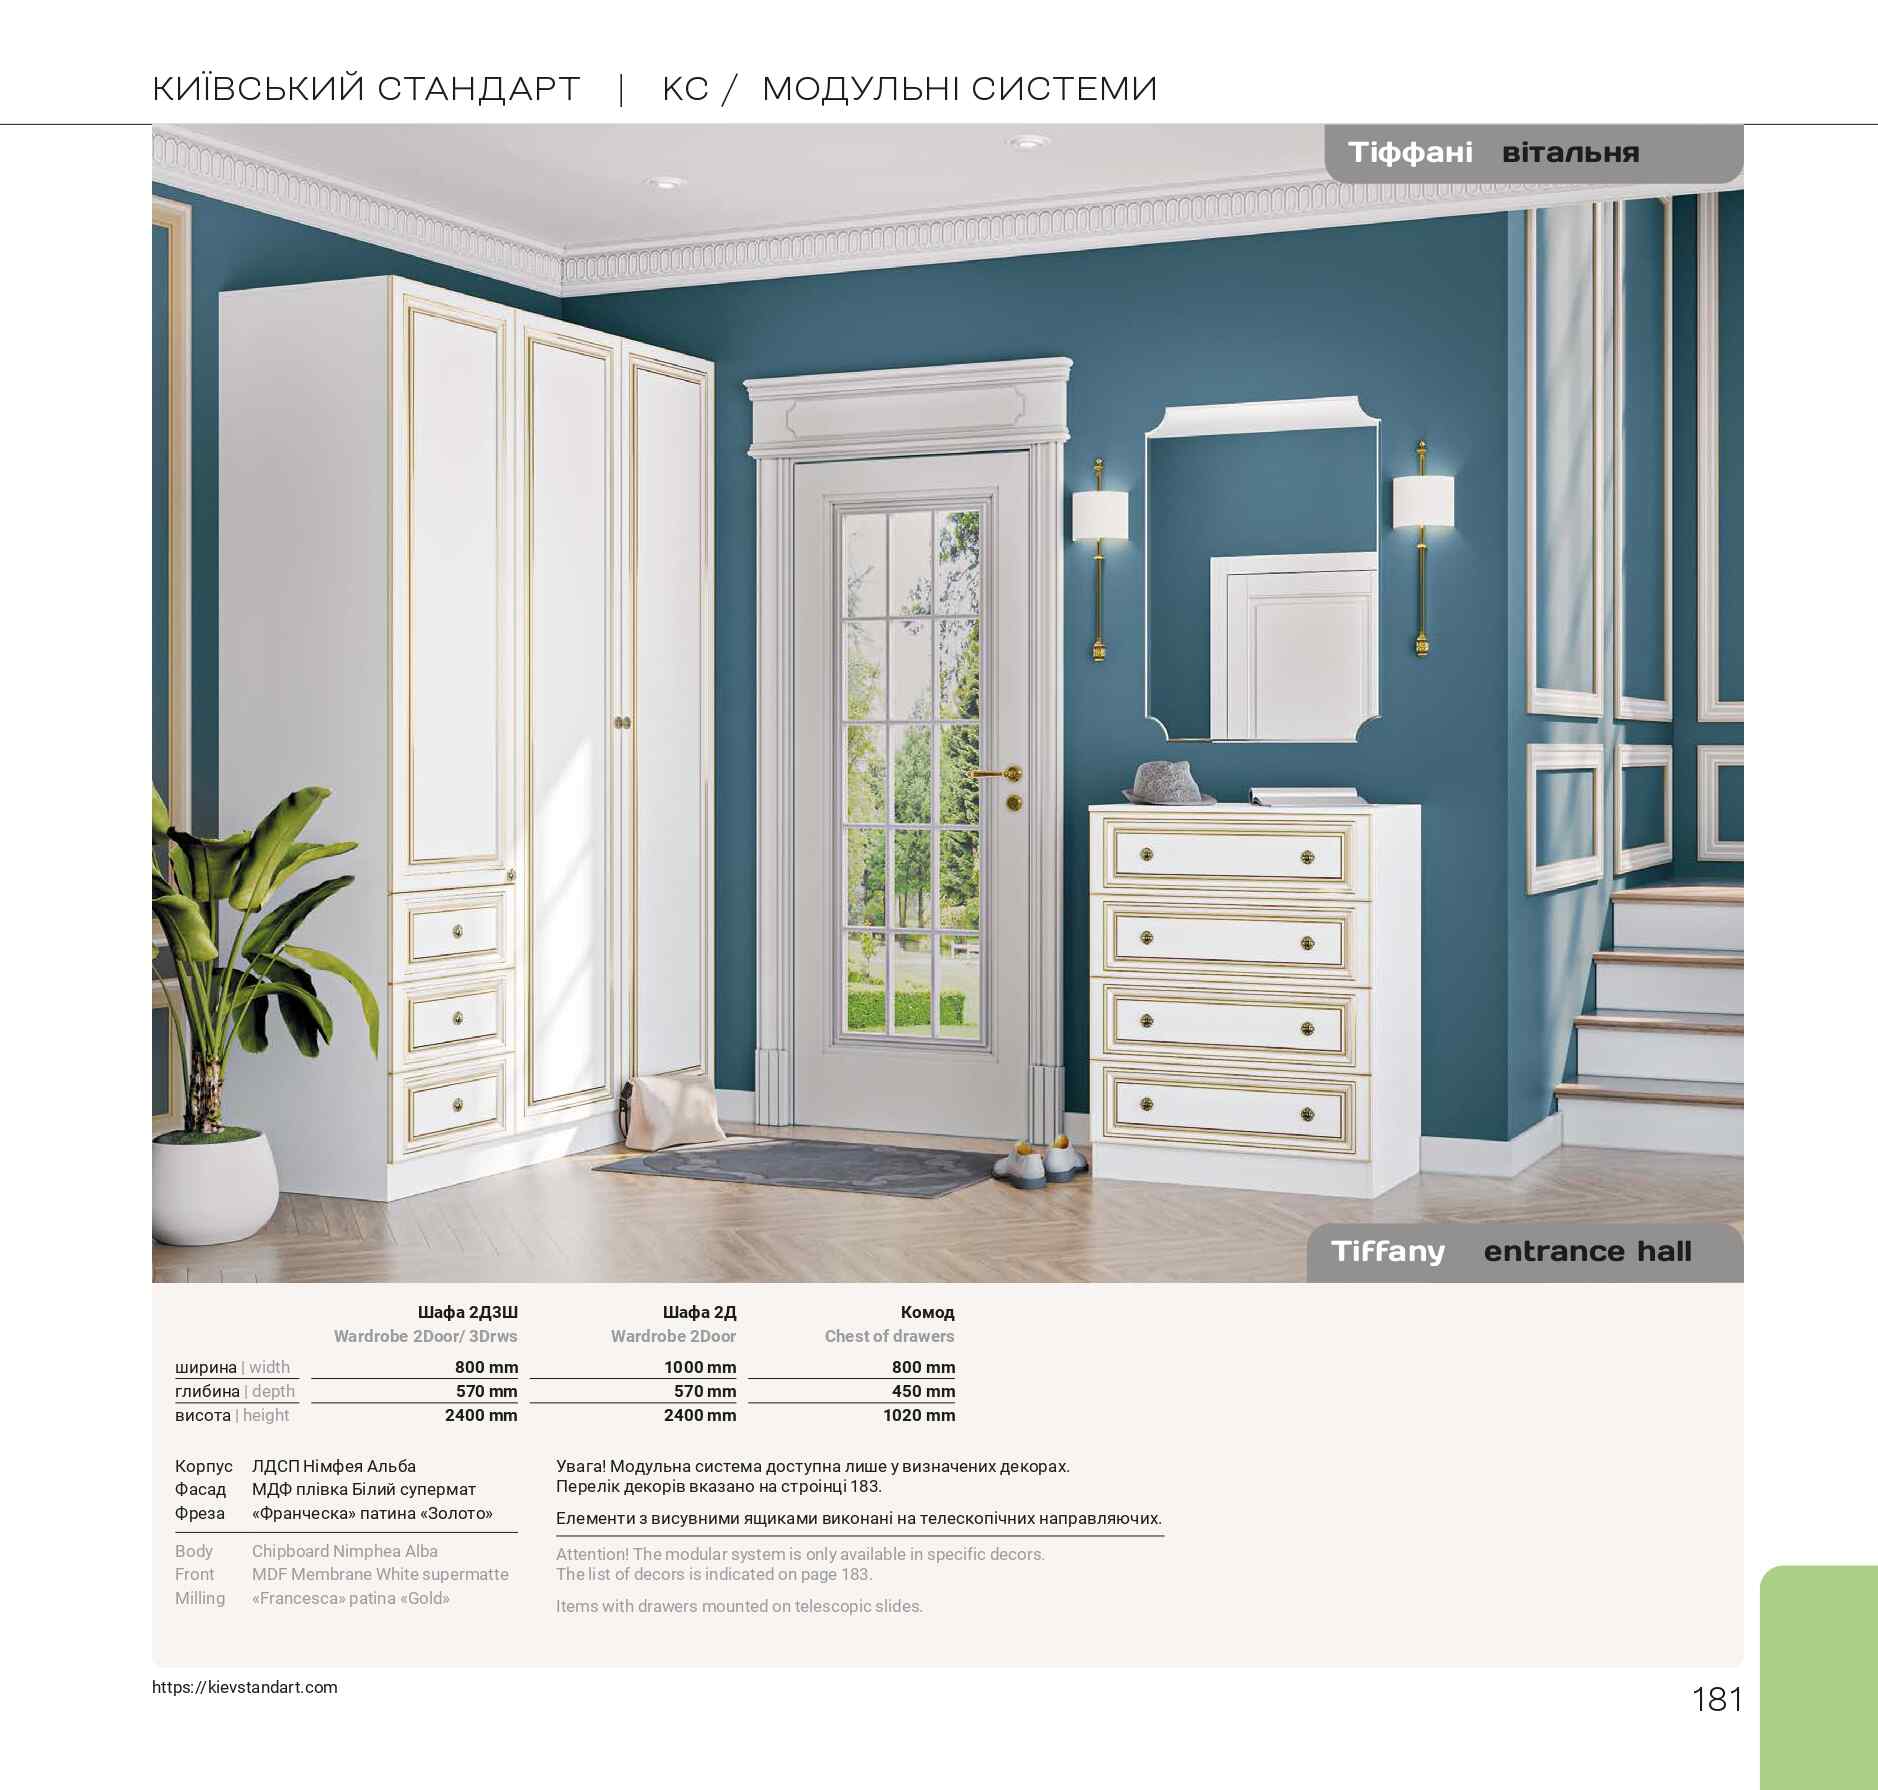 КИЇВСЬКИЙ СТАНДАРТ | КС / МОДУЛЬНІ СИСТЕМИ
Тіффані вітальня
Tiffany entrance hall
Шафа 2Д3Ш Шафа 2Д Комод
Wardrobe 2Door/ 3Drws Wardrobe 2Door Chest of drawers
ширина | width 800 mm 1000 mm 800 mm
глибина | depth 570 mm 570 mm 450 mm
висота | height 2400 mm 2400 mm 1020 mm
Корпус ЛДСП Німфея Альба
Фасад МДФ плівка Білий супермат
Фреза «Франческа» патина «Золото»
Body Chipboard Nimphea Alba
Front MDF Membrane White supermatte
Milling «Francesca» patina «Gold»
Увага! Модульна система доступна лише у визначених декорах.
Перелік декорів вказано на строінці 183.
Елементи з висувними ящиками виконані на телескопічних направляючих.
Attention! The modular system is only available in specific decors.
The list of decors is indicated on page 183.
Items with drawers mounted on telescopic slides.
https://kievstandart.com
181